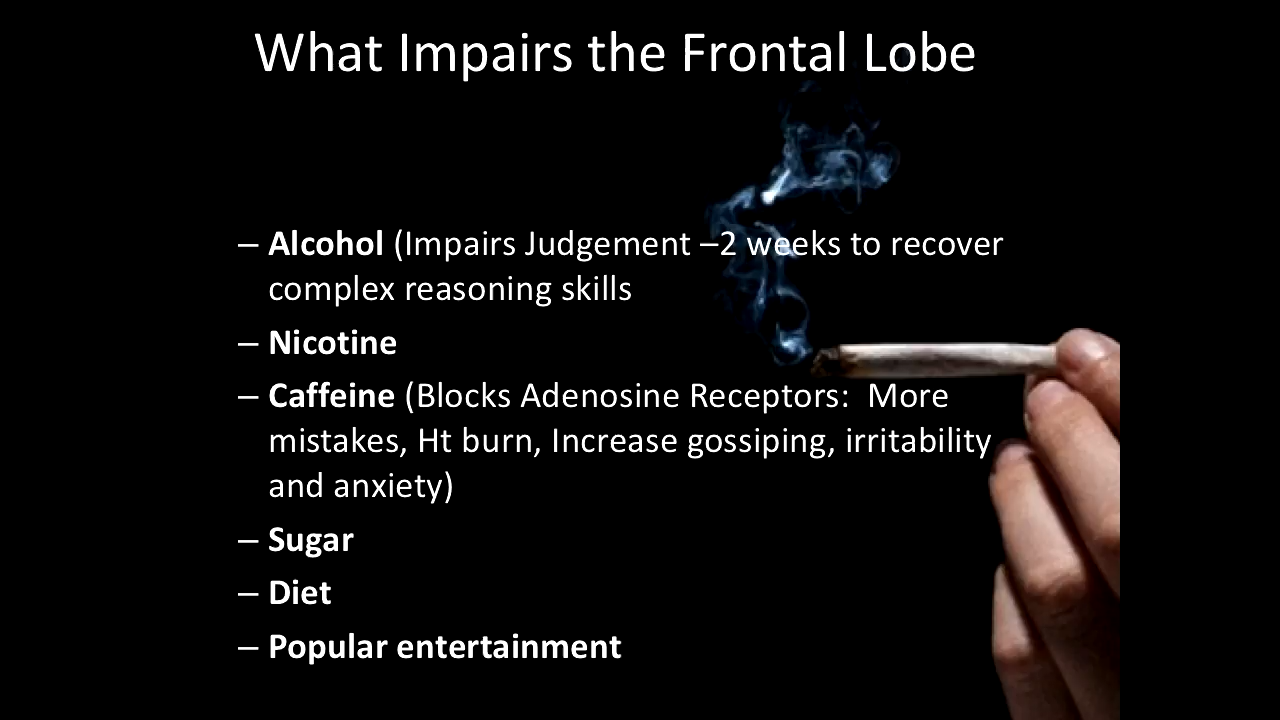 What Impairs the Frontal Lobe
– Alcohol (Impairs Judgement –2 weeks to recover
complex reasoning skills
– Nicotine
– Caffeine (Blocks Adenosine Receptors:  More
mistakes, Ht burn, Increase gossiping, irritability
and anxiety)
– Sugar
– Diet
– Popular entertainment